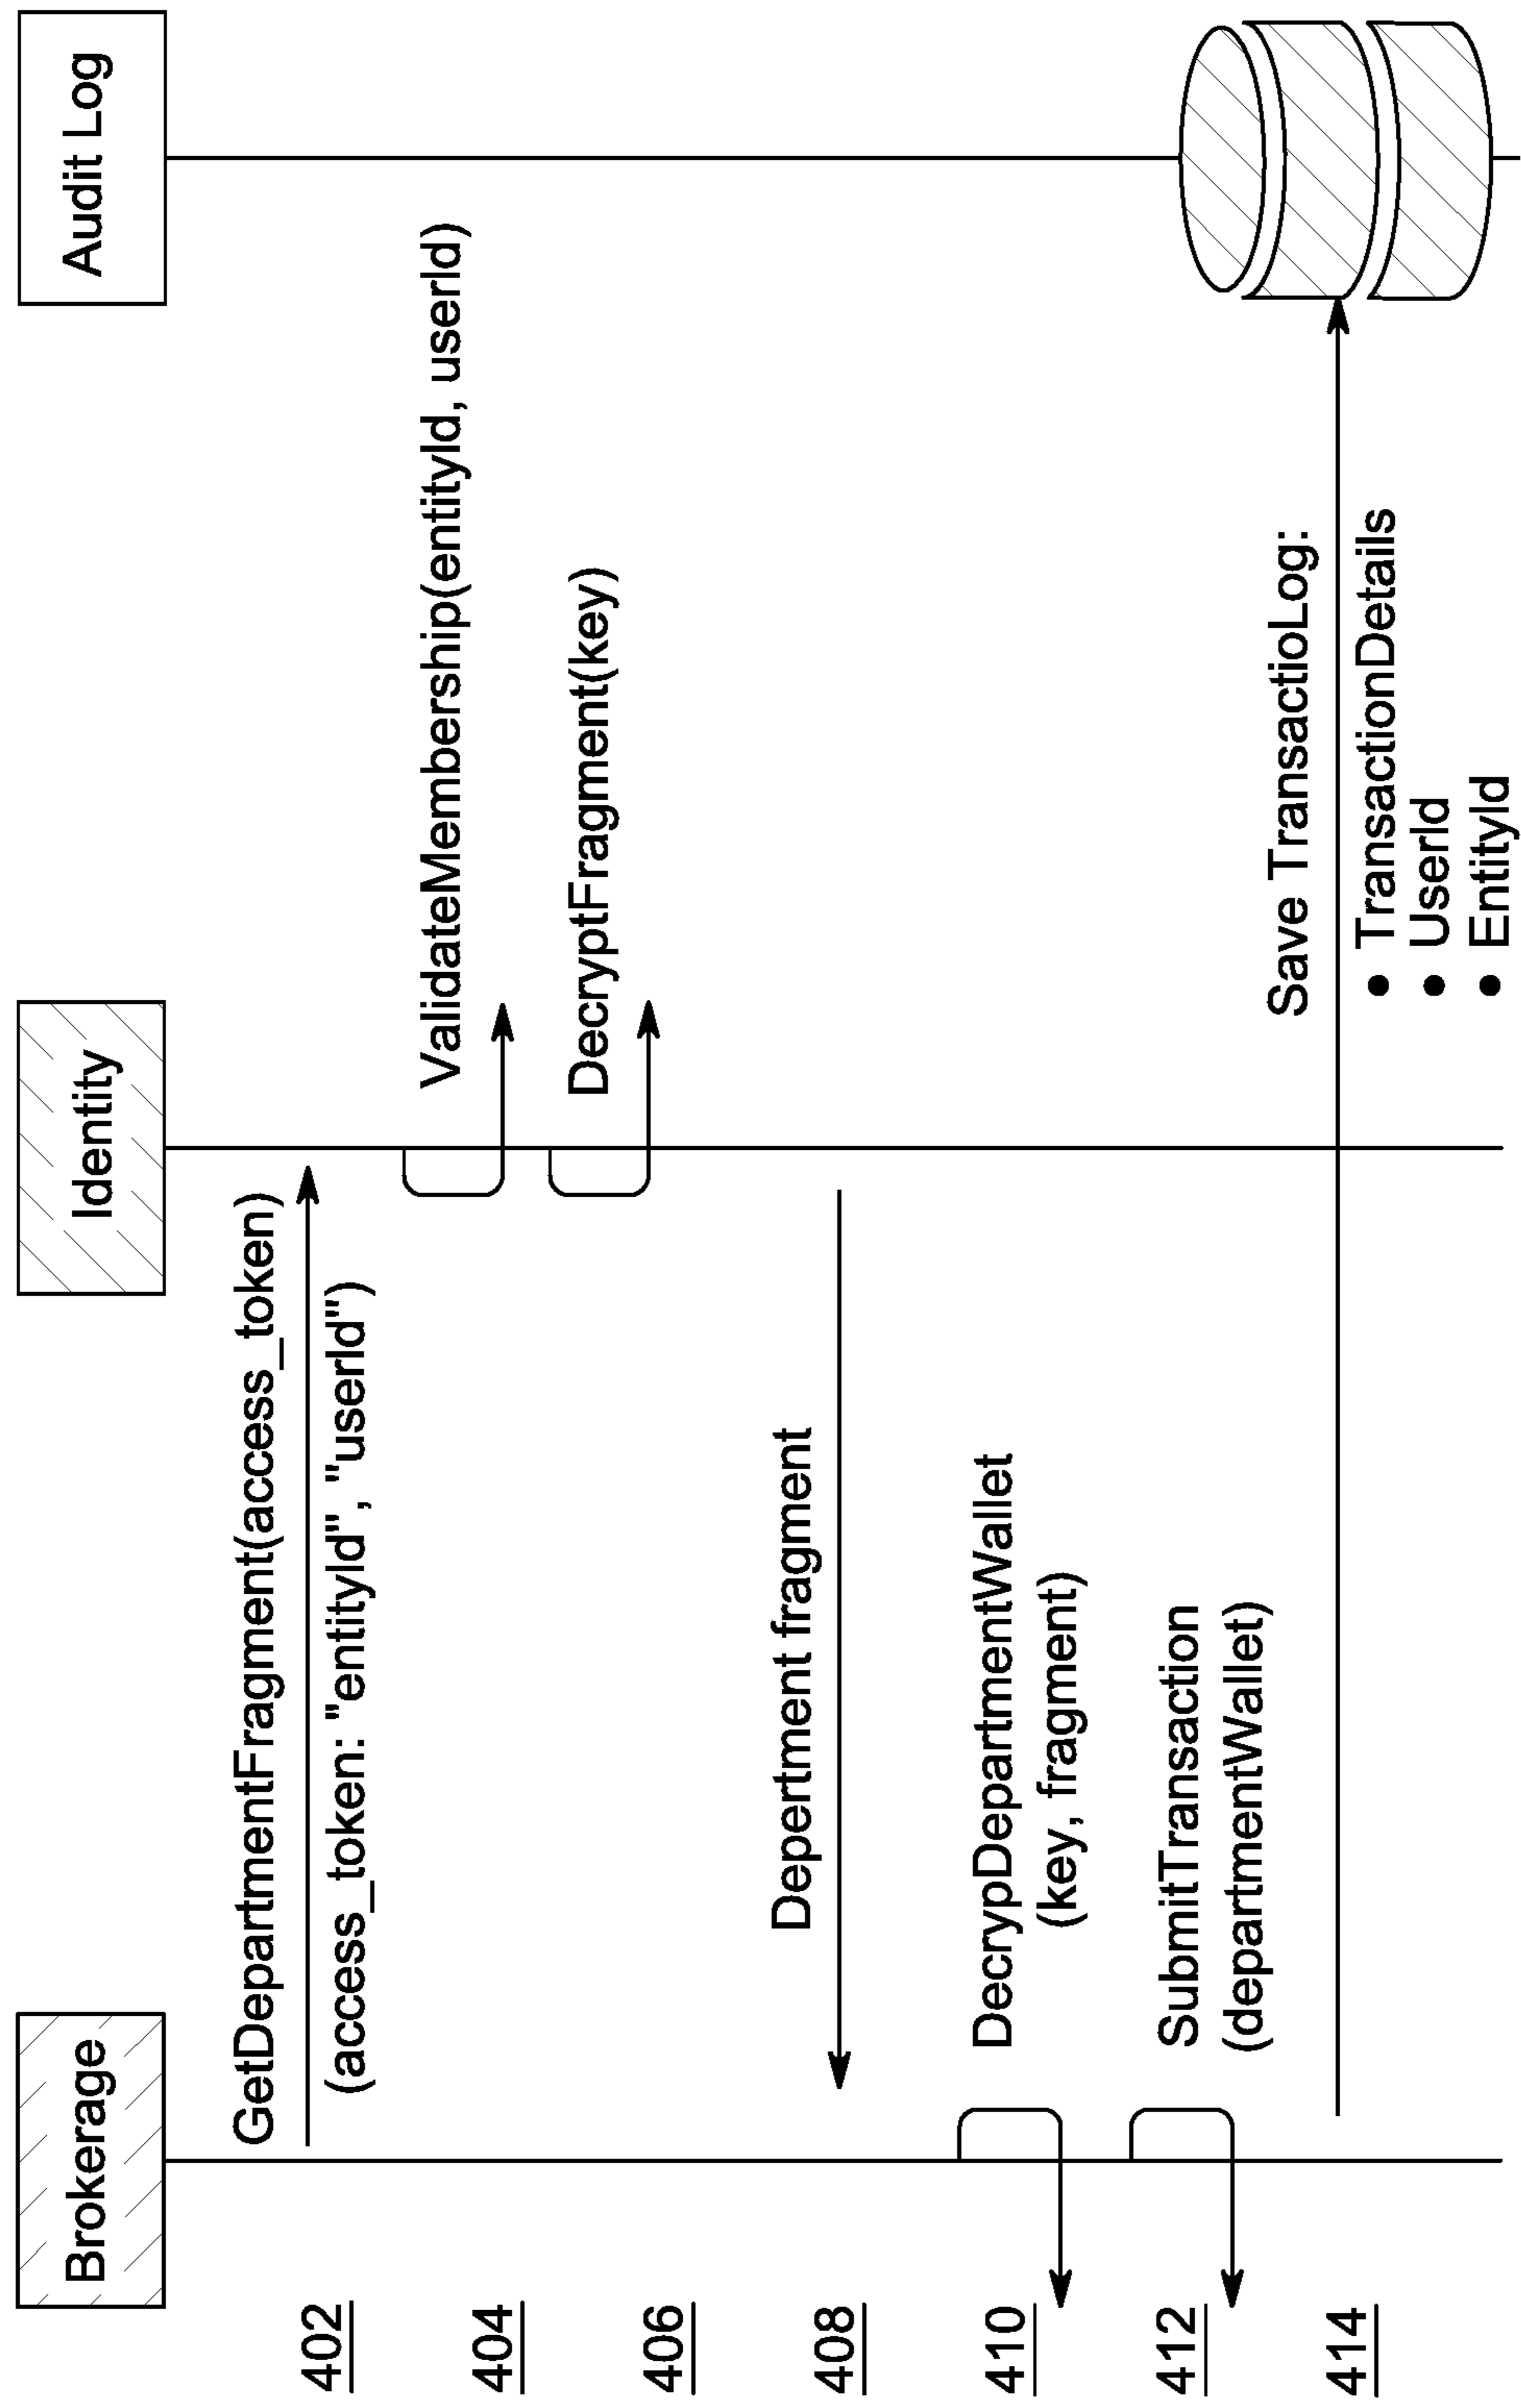 Brokerage
Identity
Audit Log
402
GetDepartmentFragment(access_token)
(access_token: "entityId", "userId")
404
ValidateMembership(entityId, userId)
406
DecryptFragment(key)
408
Depertment fragment
410
DecrypDepartmentWallet
(key, fragment)
412
SubmitTransaction
(departmentWallet)
414
Save TransactioLog:
• TransactionDetails
• UserId
• EntityId